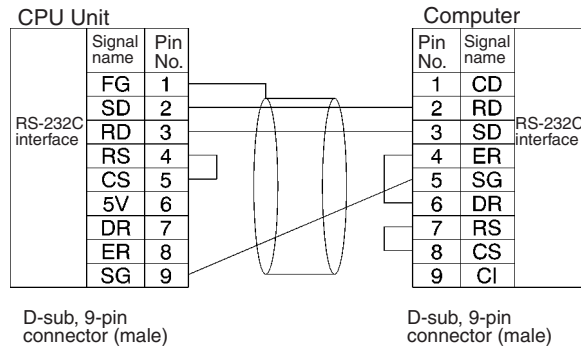 CPU Unit
Signal name Pin No.
FG 1
SD 2
RD 3
RS 4
CS 5
5V 6
DR 7
ER 8
SG 9
RS-232C interface
D-sub, 9-pin
connector (male)
Computer
Pin No. Signal name
1 CD
2 RD
3 SD
4 ER
5 SG
6 DR
7 RS
8 CS
9 CI
RS-232C interface
D-sub, 9-pin
connector (male)